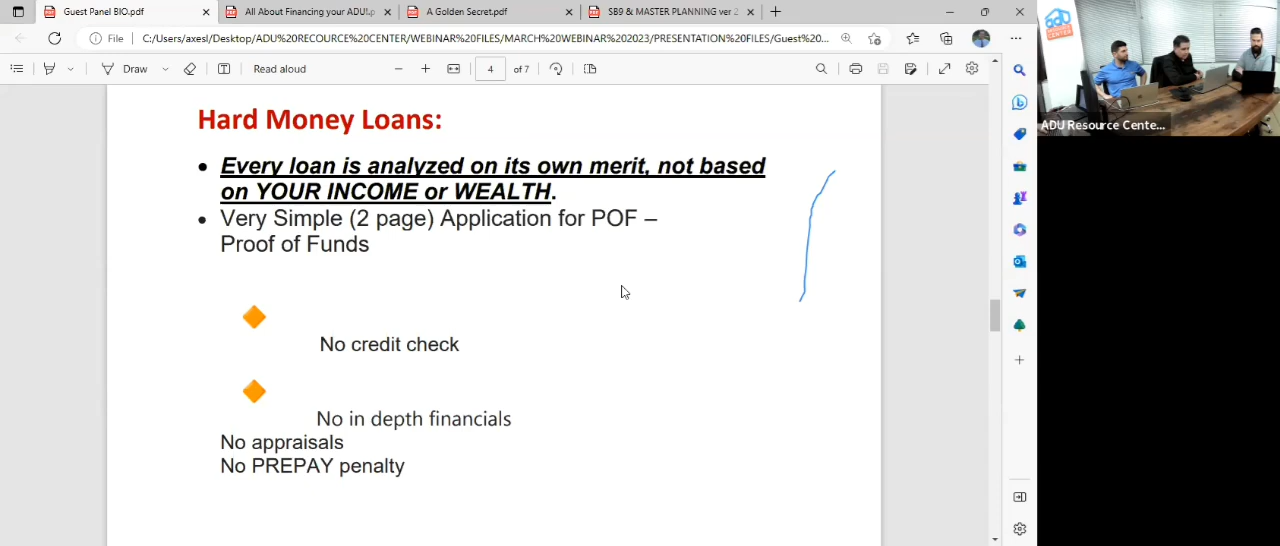 Guest Panel BIO.pdf
All About Financing your ADU!.p
A Golden Secret.pdf
SB9 & MASTER PLANNING ver 2
File
C:/Users/axesl/Desktop/ADU%20RECOURCE%20CENTER/WEBINAR%20FILES/MARCH%20WEBINAR%202023/PRESENTATION%20FILES/Guest%20...
Draw
Read aloud
4
of 7
Hard Money Loans:
• Every loan is analyzed on its own merit, not based
on YOUR INCOME or WEALTH.
• Very Simple (2 page) Application for POF –
Proof of Funds
No credit check
No in depth financials
No appraisals
No PREPAY penalty
adu
CENTER
ADU Resource Cente...